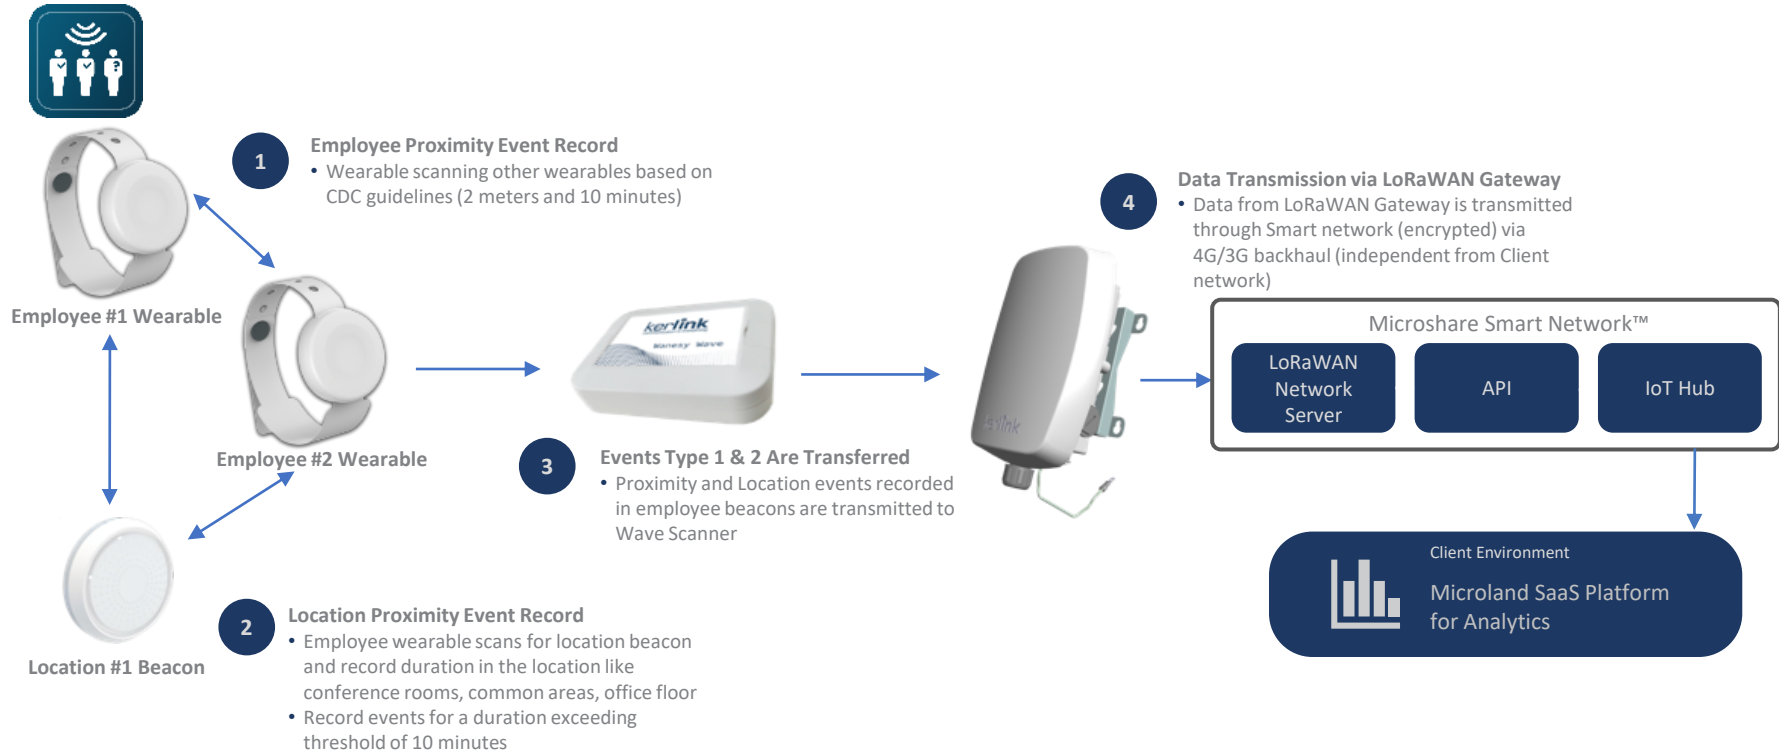 1
Employee Proximity Event Record
• Wearable scanning other wearables based on
CDC guidelines (2 meters and 10 minutes)
Employee #1 Wearable
Employee #2 Wearable
Location #1 Beacon
2
Location Proximity Event Record
• Employee wearable scans for location beacon
and record duration in the location like
conference rooms, common areas, office floor
• Record events for a duration exceeding
threshold of 10 minutes
kerlink
Wanesy Wave
3
Events Type 1 & 2 Are Transferred
• Proximity and Location events recorded
in employee beacons are transmitted to
Wave Scanner
kerlink
4
Data Transmission via LoRaWAN Gateway
• Data from LoRaWAN Gateway is transmitted
through Smart network (encrypted) via
4G/3G backhaul (independent from Client
network)
Microshare Smart Network™
LoRaWAN
Network
Server
API
IoT Hub
Client Environment
Microland SaaS Platform
for Analytics